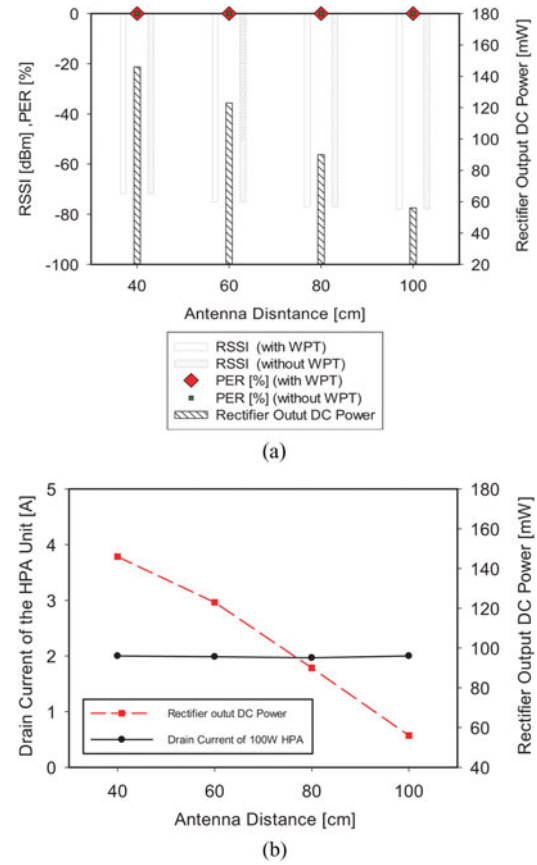 RSSI [dBm] ,PER [%]
0
-20
-40
-60
-80
-100
180
160
140
120
100
80
60
40
20
Rectifier Output DC Power [mW]
40 60 80 100
Antenna Disntance [cm]
RSSI (with WPT)
RSSI (without WPT)
PER [%] (with WPT)
PER [%] (without WPT)
Rectifier Outut DC Power
(a)
Drain Current of the HPA Unit [A]
5
4
3
2
1
0
180
160
140
120
100
80
60
40
Rectifier Output DC Power [mW]
Rectifier outut DC Power
Drain Current of 100W HPA
40 60 80 100
Antenna Distance [cm]
(b)